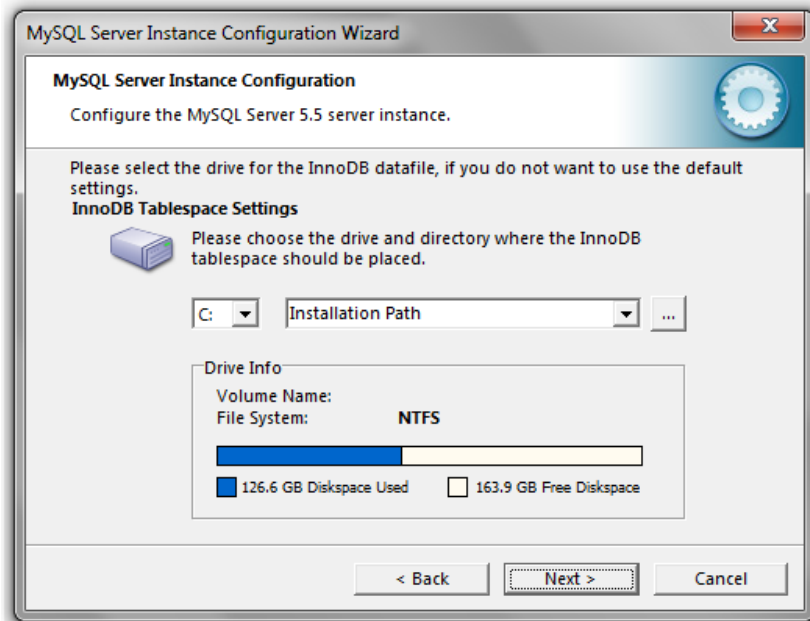 MySQL Server Instance Configuration Wizard
MySQL Server Instance Configuration
Configure the MySQL Server 5.5 server instance.
Please select the drive for the InnoDB datafile, if you do not want to use the default
settings.
InnoDB Tablespace Settings
Please choose the drive and directory where the InnoDB
tablespace should be placed.
C: Installation Path ...
Drive Info
Volume Name:
File System: NTFS
126.6 GB Diskspace Used 163.9 GB Free Diskspace
< Back Next > Cancel